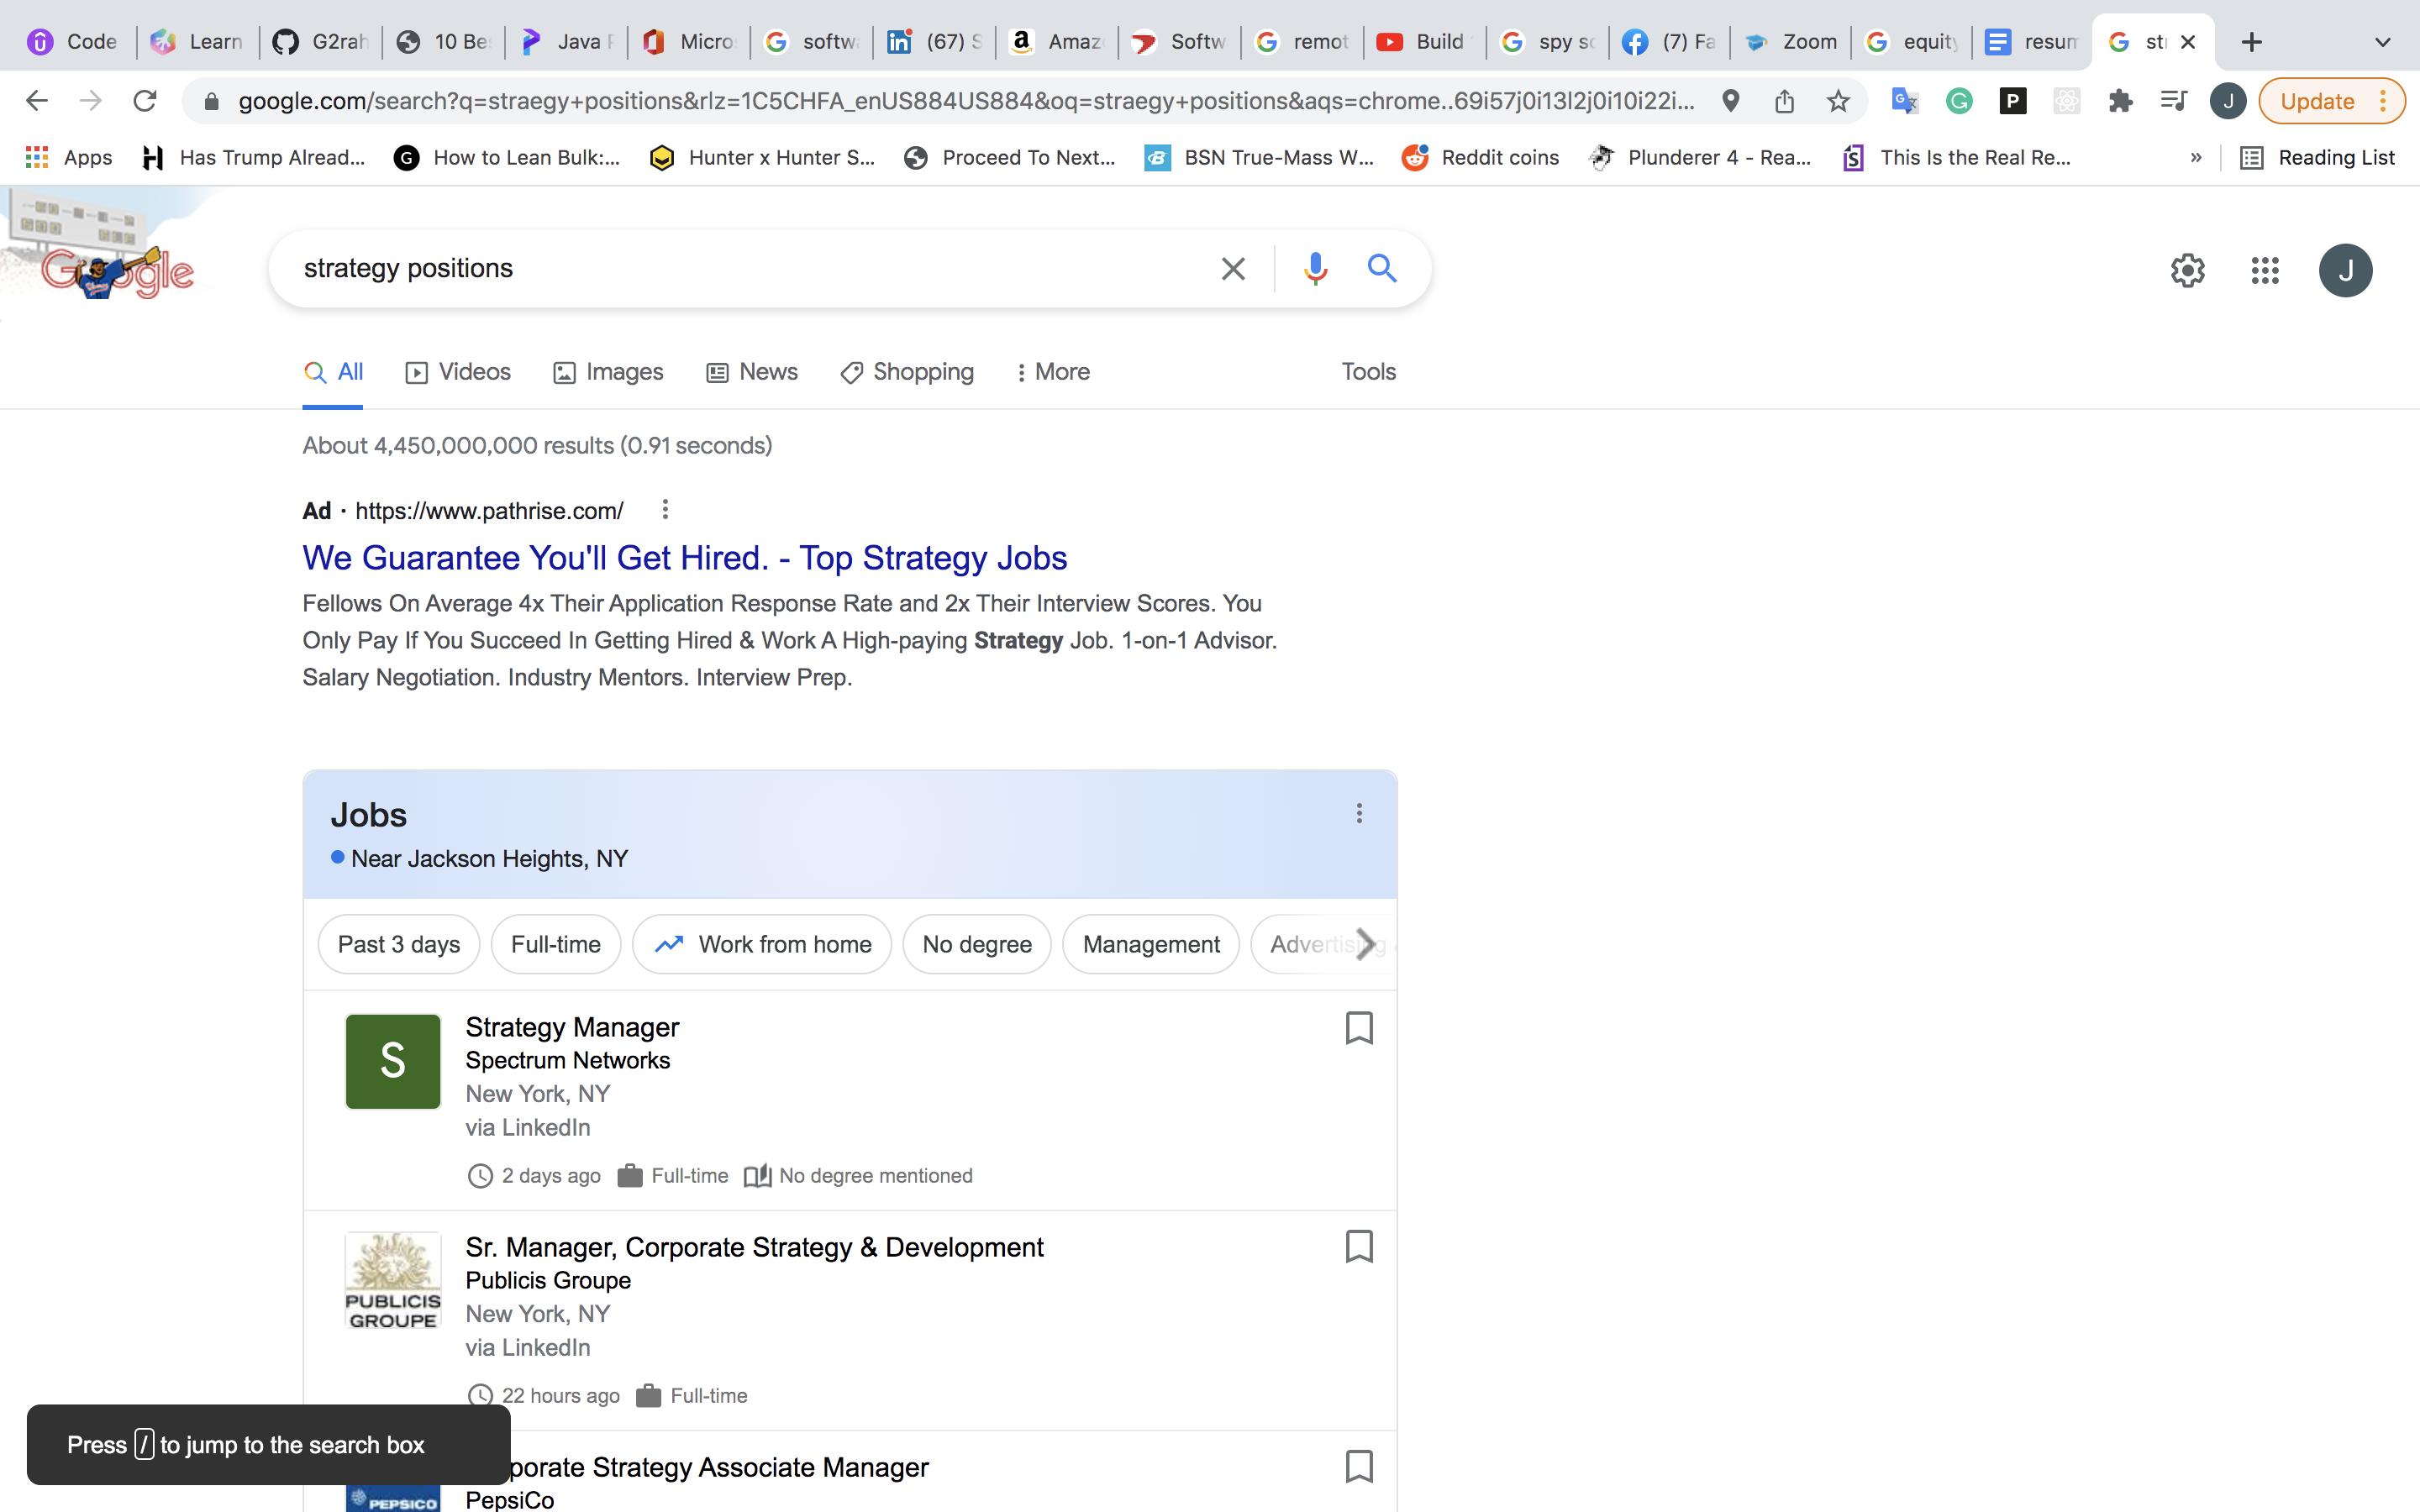 Code
Learn
G2rah
10 Be
Java
Micro
softw
(67) S
Amaz
Softw
remot
Build
spy sc
(7) Fa
Zoom
equity
resum
st
google.com/search?q=straegy+positions&rlz=1C5CHFA_enUS884US884&oq=straegy+positions&aqs=chrome..69i57j0i13l2j0i10i22i...
J
Update
Apps
Has Trump Alread...
How to Lean Bulk:...
Hunter x Hunter S...
Proceed To Next...
BSN True-Mass W...
Reddit coins
Plunderer 4 - Rea...
This Is the Real Re...
»
Reading List
Google
strategy positions
J
All
Videos
Images
News
Shopping
More
Tools
About 4,450,000,000 results (0.91 seconds)
Ad · https://www.pathrise.com/
We Guarantee You'll Get Hired. - Top Strategy Jobs
Fellows On Average 4x Their Application Response Rate and 2x Their Interview Scores. You
Only Pay If You Succeed In Getting Hired & Work A High-paying Strategy Job. 1-on-1 Advisor.
Salary Negotiation. Industry Mentors. Interview Prep.
Jobs
Near Jackson Heights, NY
Past 3 days
Full-time
Work from home
No degree
Management
Advertising
S
Strategy Manager
Spectrum Networks
New York, NY
via LinkedIn
2 days ago
Full-time
No degree mentioned
PUBLICIS
GROUPE
Sr. Manager, Corporate Strategy & Development
Publicis Groupe
New York, NY
via LinkedIn
22 hours ago
Full-time
Press / to jump to the search box
porate Strategy Associate Manager
PEPSICO
PepsiCo